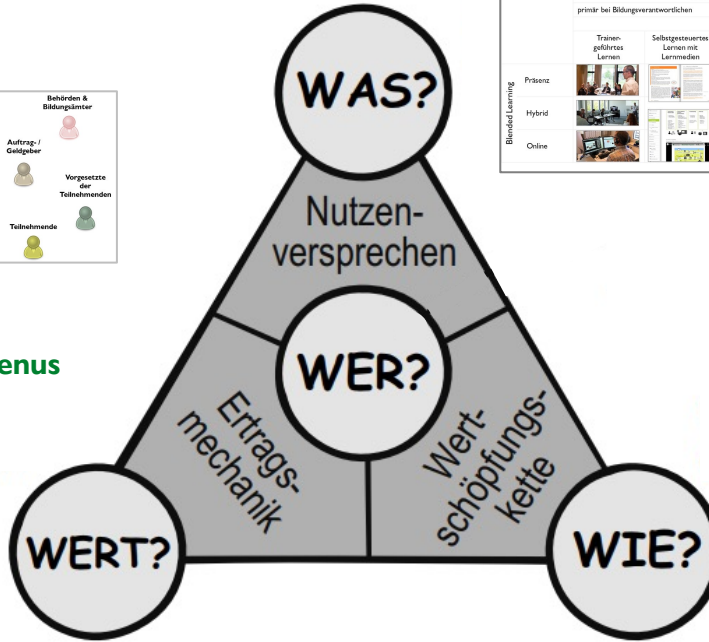 primär bei Bildungsverantwortlichen
Trainer-
geführtes
Lernen
Selbstgesteuertes
Lernen mit
Lernmedien
Blended Learning
Präsenz
Hybrid
Online
Behörden &
Bildungsämter
Auftrag- /
Geldgeber
Vorgesetzte
der
Teilnehmenden
Teilnehmende
enus
WAS?
Nutzen-
versprechen
WER?
Ertrags-
mechanik
Wert-
schöpfungs-
kette
WERT?
WIE?